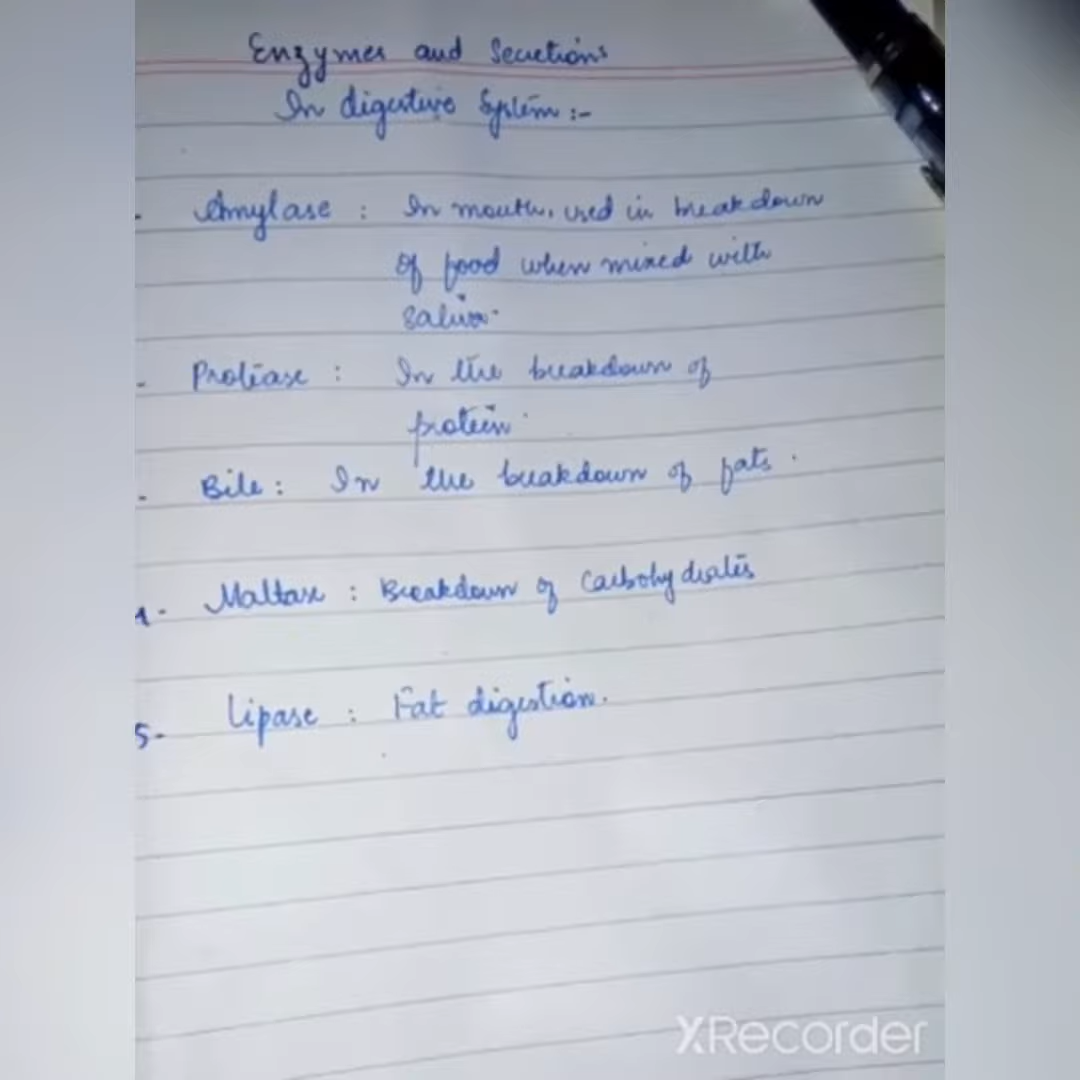 Enzymes and Secretions
In digestive System :-
Amylase : In mouth, used in breakdown
of food when mixed with
saliva.
Protease : In the breakdown of
protein.
Bile : In the breakdown of fats.
4. Maltase : Breakdown of Carbohydrates
5. Lipase : Fat digestion.
XRecorder